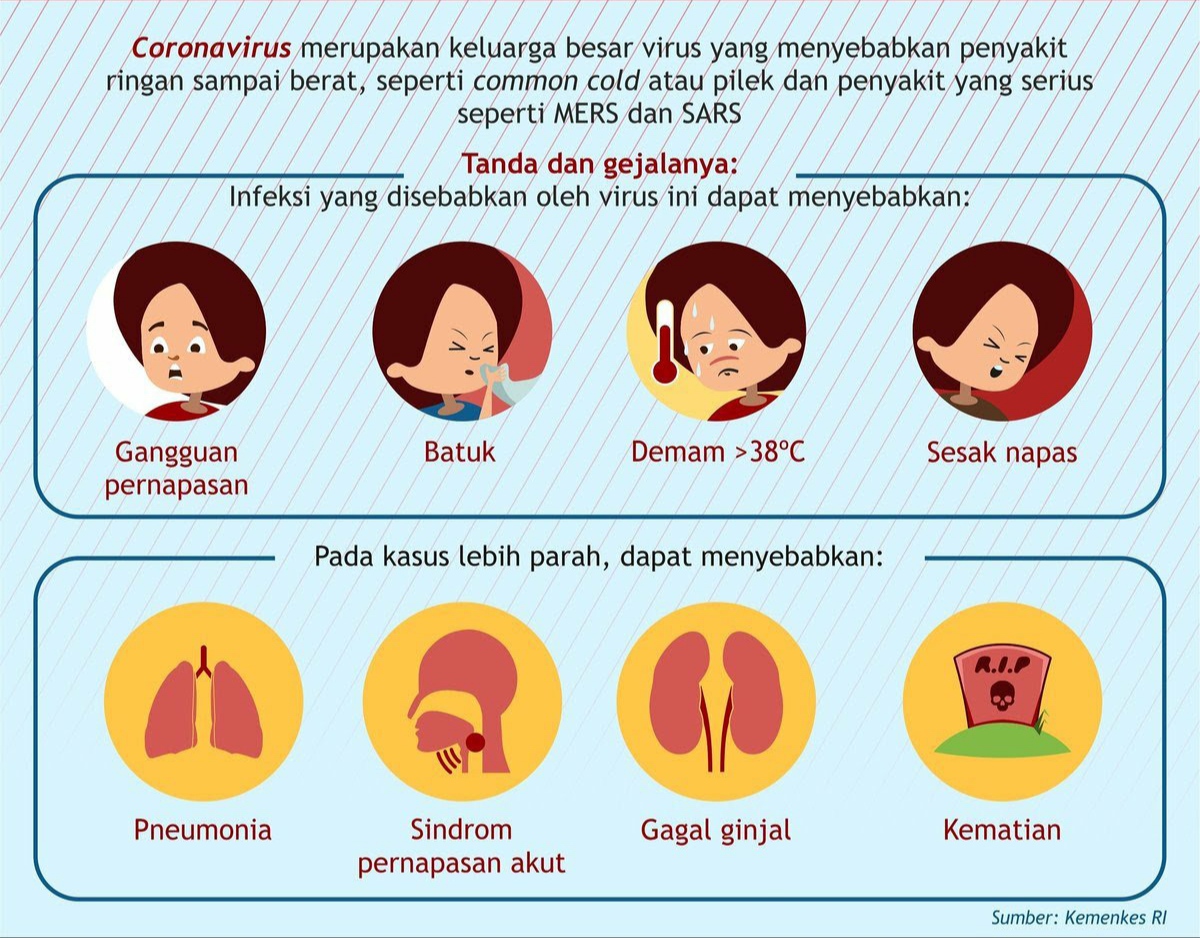 Coronavirus merupakan keluarga besar virus yang menyebabkan penyakit
ringan sampai berat, seperti common cold atau pilek dan penyakit yang serius
seperti MERS dan SARS
Tanda dan gejalanya:
Infeksi yang disebabkan oleh virus ini dapat menyebabkan:
Gangguan
pernapasan
Batuk
Demam >38°C
Sesak napas
Pada kasus lebih parah, dapat menyebabkan:
R.I.P
Pneumonia
Sindrom
pernapasan akut
Gagal ginjal
Kematian
Sumber: Kemenkes RI